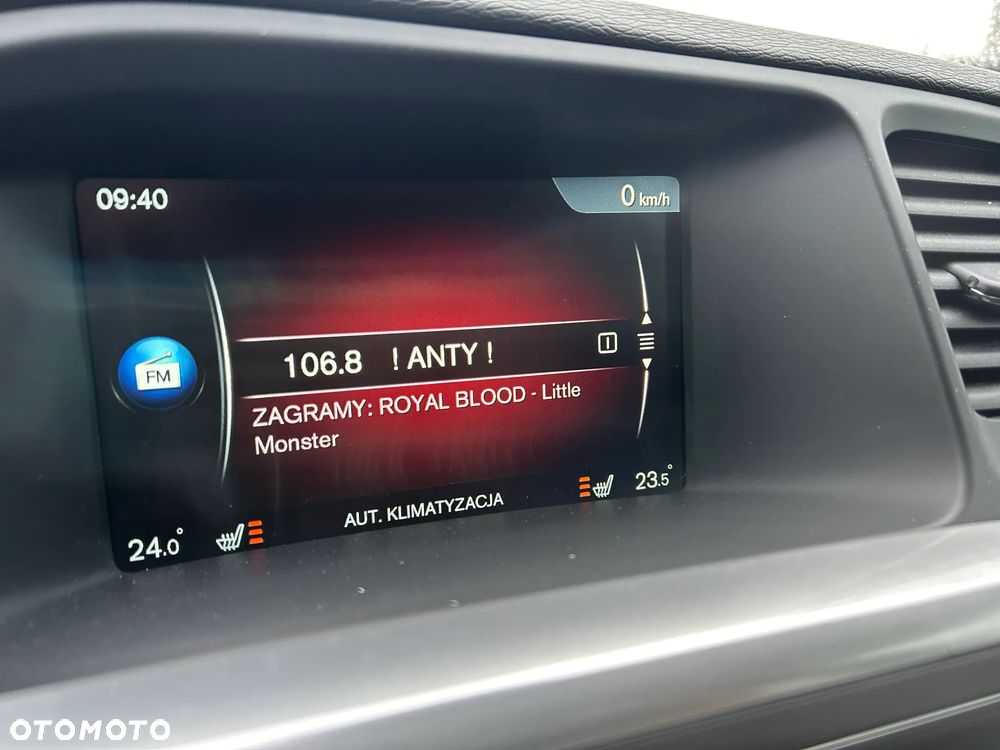 09:40
0 km/h
106.8 ! ANTY !
FM
ZAGRAMY: ROYAL BLOOD - Little
Monster
24.0°
AUT. KLIMATYZACJA
23.5°
OTOMOTO